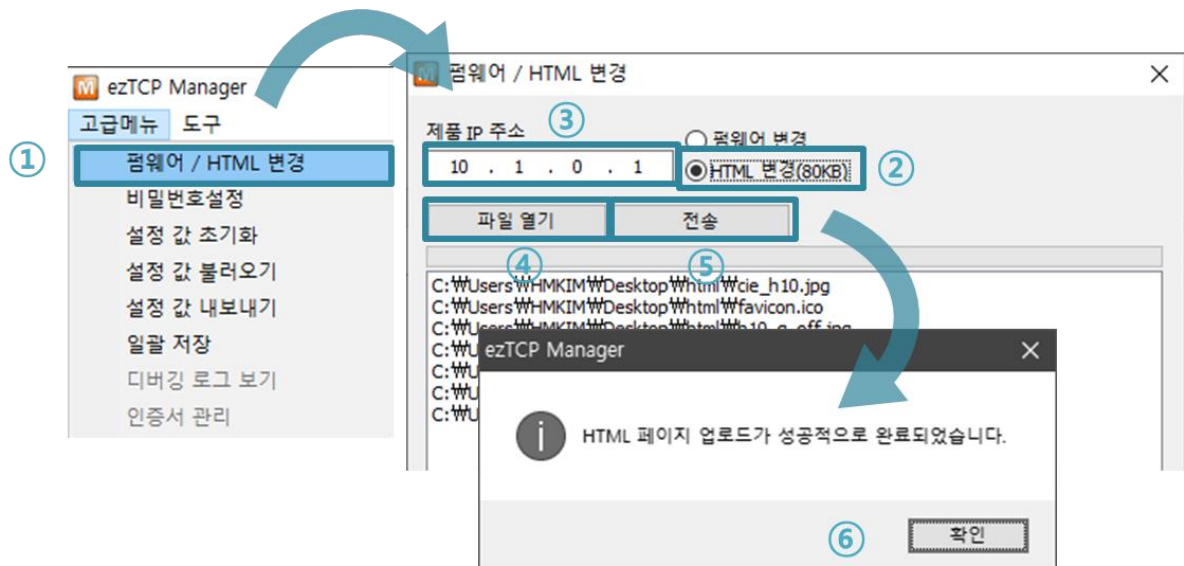 ezTCP Manager
고급메뉴 도구
① 펌웨어 / HTML 변경
비밀번호설정
설정 값 초기화
설정 값 불러오기
설정 값 내보내기
일괄 저장
디버깅 로그 보기
인증서 관리
펌웨어 / HTML 변경
제품 IP 주소 ③
펌웨어 변경
10 . 1 . 0 . 1
HTML 변경(80KB) ②
파일 열기 전송
④ ⑤
C:₩Users₩HMKIM₩Desktop₩html₩cie_h10.jpg
C:₩Users₩HMKIM₩Desktop₩html₩favicon.ico
C:₩Users₩HMKIM₩Desktop₩html₩h10_g_off.jpg
C:₩U
C:₩U
C:₩U
C:₩U
ezTCP Manager
HTML 페이지 업로드가 성공적으로 완료되었습니다.
⑥ 확인